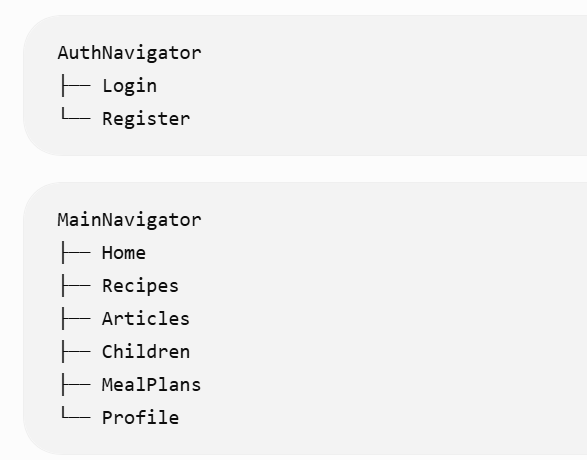 AuthNavigator
├── Login
└── Register
MainNavigator
├── Home
├── Recipes
├── Articles
├── Children
├── MealPlans
└── Profile